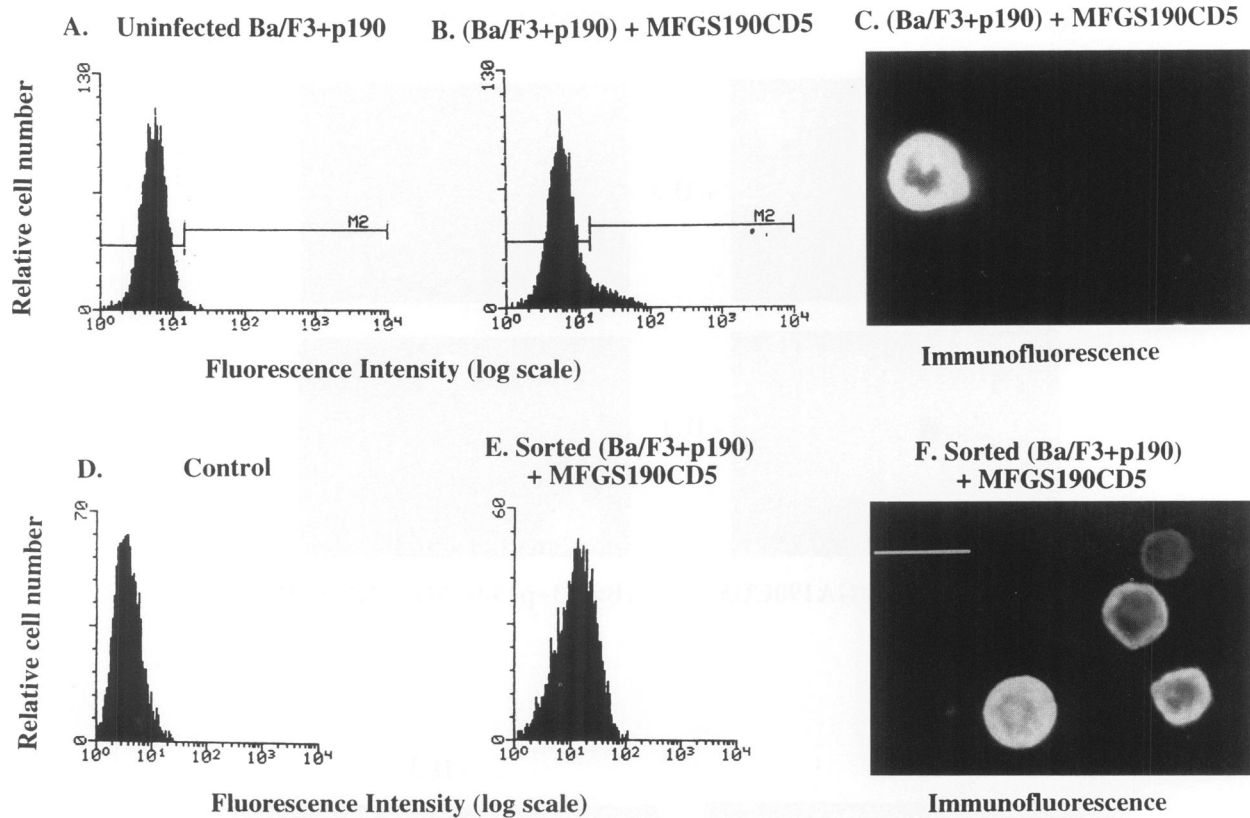 A. Uninfected Ba/F3+p190
B. (Ba/F3+p190) + MFGS190CD5
C. (Ba/F3+p190) + MFGS190CD5
Relative cell number
130
0
M2
10⁰ 10¹ 10² 10³ 10⁴
130
0
M2
10⁰ 10¹ 10² 10³ 10⁴
Fluorescence Intensity (log scale)
Immunofluorescence
D. Control
E. Sorted (Ba/F3+p190)
+ MFGS190CD5
F. Sorted (Ba/F3+p190)
+ MFGS190CD5
Relative cell number
70
0
10⁰ 10¹ 10² 10³ 10⁴
60
0
10⁰ 10¹ 10² 10³ 10⁴
Fluorescence Intensity (log scale)
Immunofluorescence